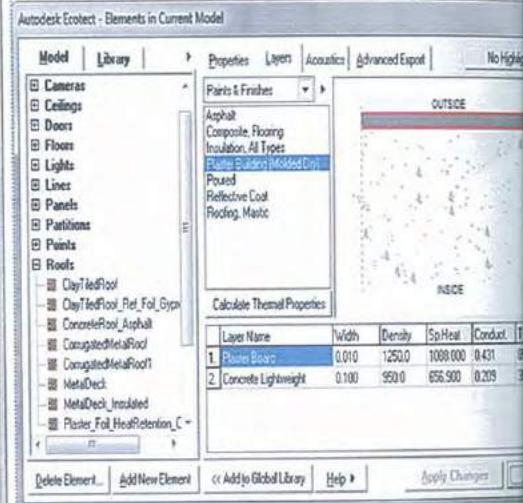 Autodesk Ecotect - Elements in Current Model
Model Library
Properties Layers Acoustics Advanced Export
Cameras
Ceilings
Doors
Floors
Lights
Lines
Panels
Partitions
Points
Roofs
ClayTiledRoof
ClayTiledRoof_Ref_Foil_Gyps
ConcreteRoof_Asphalt
CorrugatedMetalRoof
CorrugatedMetalRoof1
MetalDeck
MetalDeck_Insulated
Plaster_Foil_HeatRetention_C
Paints & Finishes
Asphalt
Composite, Flooring
Insulation, All Types
Plaster Building (Molded Dry)
Poured
Reflective Coat
Roofing, Mastic
Calculate Thermal Properties
OUTSIDE
INSIDE
Layer Name Width Density Sp.Heat Conduct.
1. Plaster Board 0.010 1250.0 1088.000 0.431
2. Concrete Lightweight 0.100 950.0 656.900 0.209
Delete Element... Add New Element << Add to Global Library Help Apply Changes